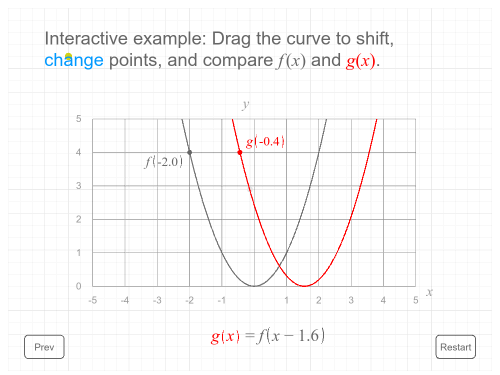 Interactive example: Drag the curve to shift,
change points, and compare f(x) and g(x).
y
5
4
3
2
1
0
f(-2.0)
g(-0.4)
-5 -4 -3 -2 -1 1 2 3 4 5
x
g(x) = f(x − 1.6)
Prev
Restart